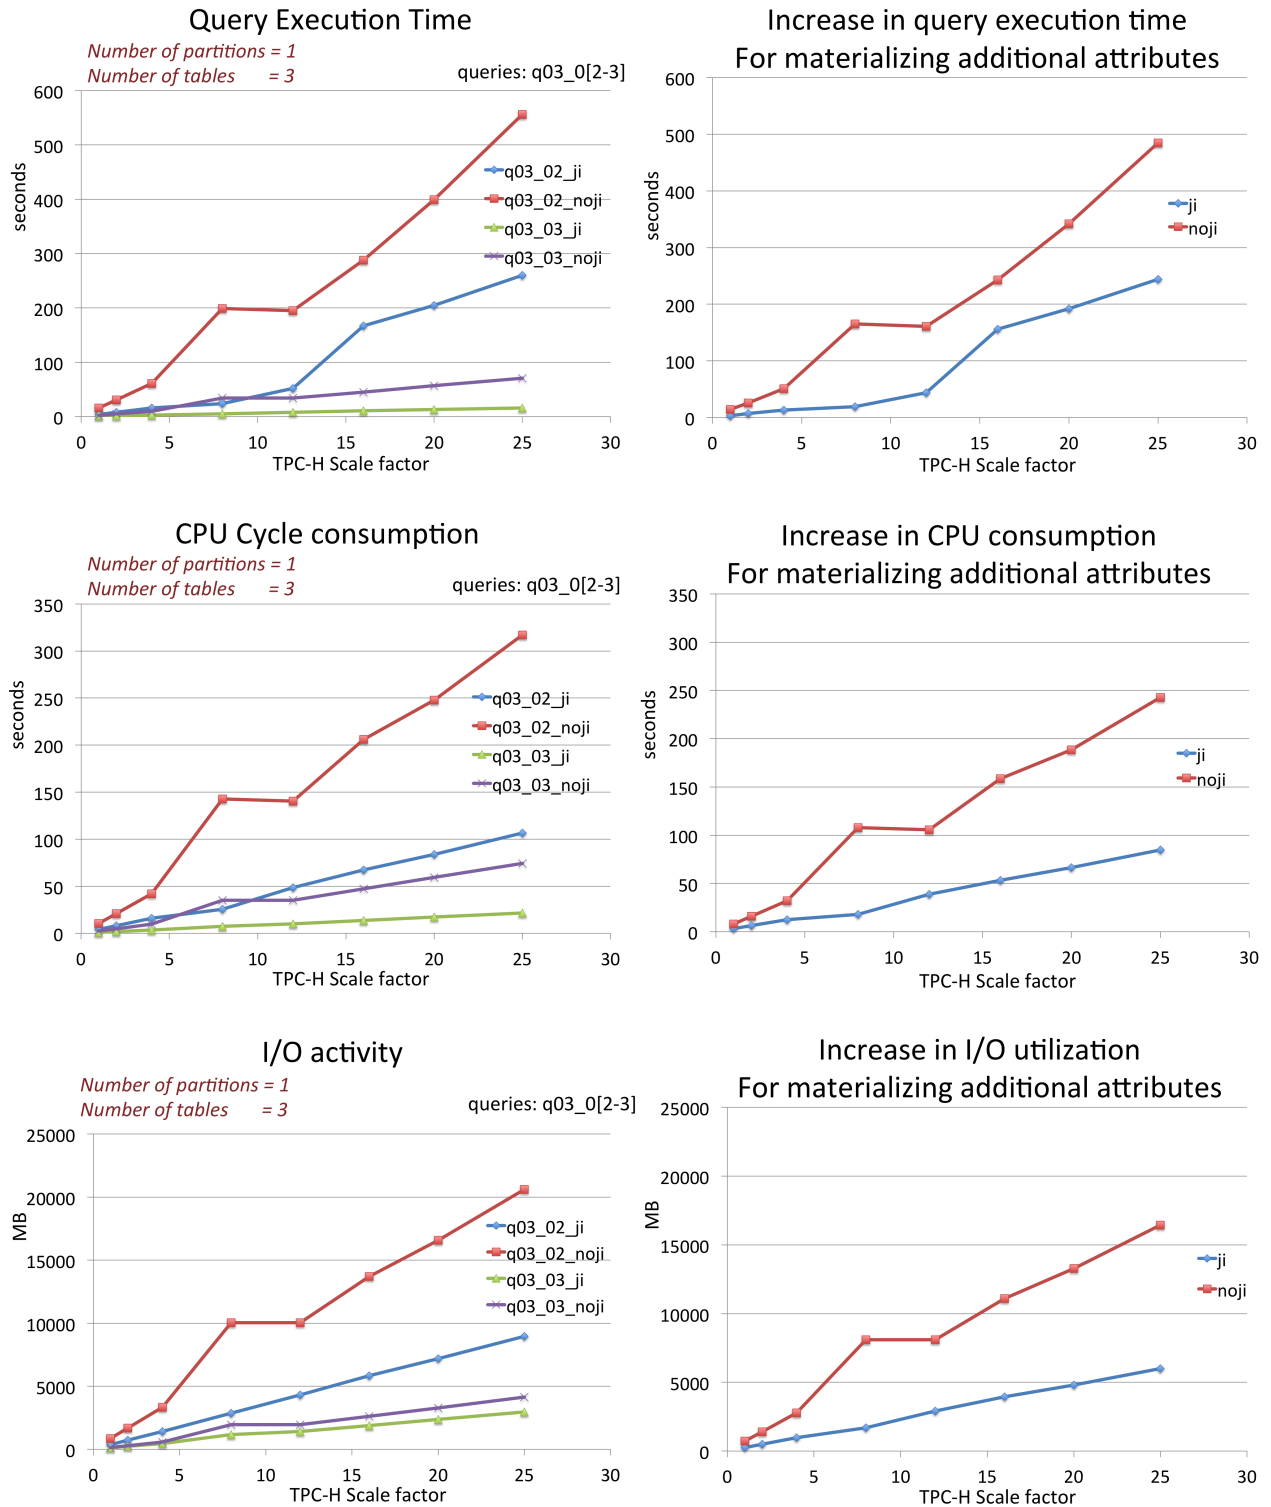 Query Execution Time
Number of partitions = 1
Number of tables = 3
queries: q03_0[2-3]
600
500
400
300
200
100
0
seconds
q03_02_ji
q03_02_noji
q03_03_ji
q03_03_noji
0 5 10 15 20 25 30
TPC-H Scale factor
Increase in query execution time
For materializing additional attributes
600
500
400
300
200
100
0
seconds
ji
noji
0 5 10 15 20 25 30
TPC-H Scale factor
CPU Cycle consumption
Number of partitions = 1
Number of tables = 3
queries: q03_0[2-3]
350
300
250
200
150
100
50
0
seconds
q03_02_ji
q03_02_noji
q03_03_ji
q03_03_noji
0 5 10 15 20 25 30
TPC-H Scale factor
Increase in CPU consumption
For materializing additional attributes
350
300
250
200
150
100
50
0
seconds
ji
noji
0 5 10 15 20 25 30
TPC-H Scale factor
I/O activity
Number of partitions = 1
Number of tables = 3
queries: q03_0[2-3]
25000
20000
15000
10000
5000
0
MB
q03_02_ji
q03_02_noji
q03_03_ji
q03_03_noji
0 5 10 15 20 25 30
TPC-H Scale factor
Increase in I/O utilization
For materializing additional attributes
25000
20000
15000
10000
5000
0
MB
ji
noji
0 5 10 15 20 25 30
TPC-H Scale factor